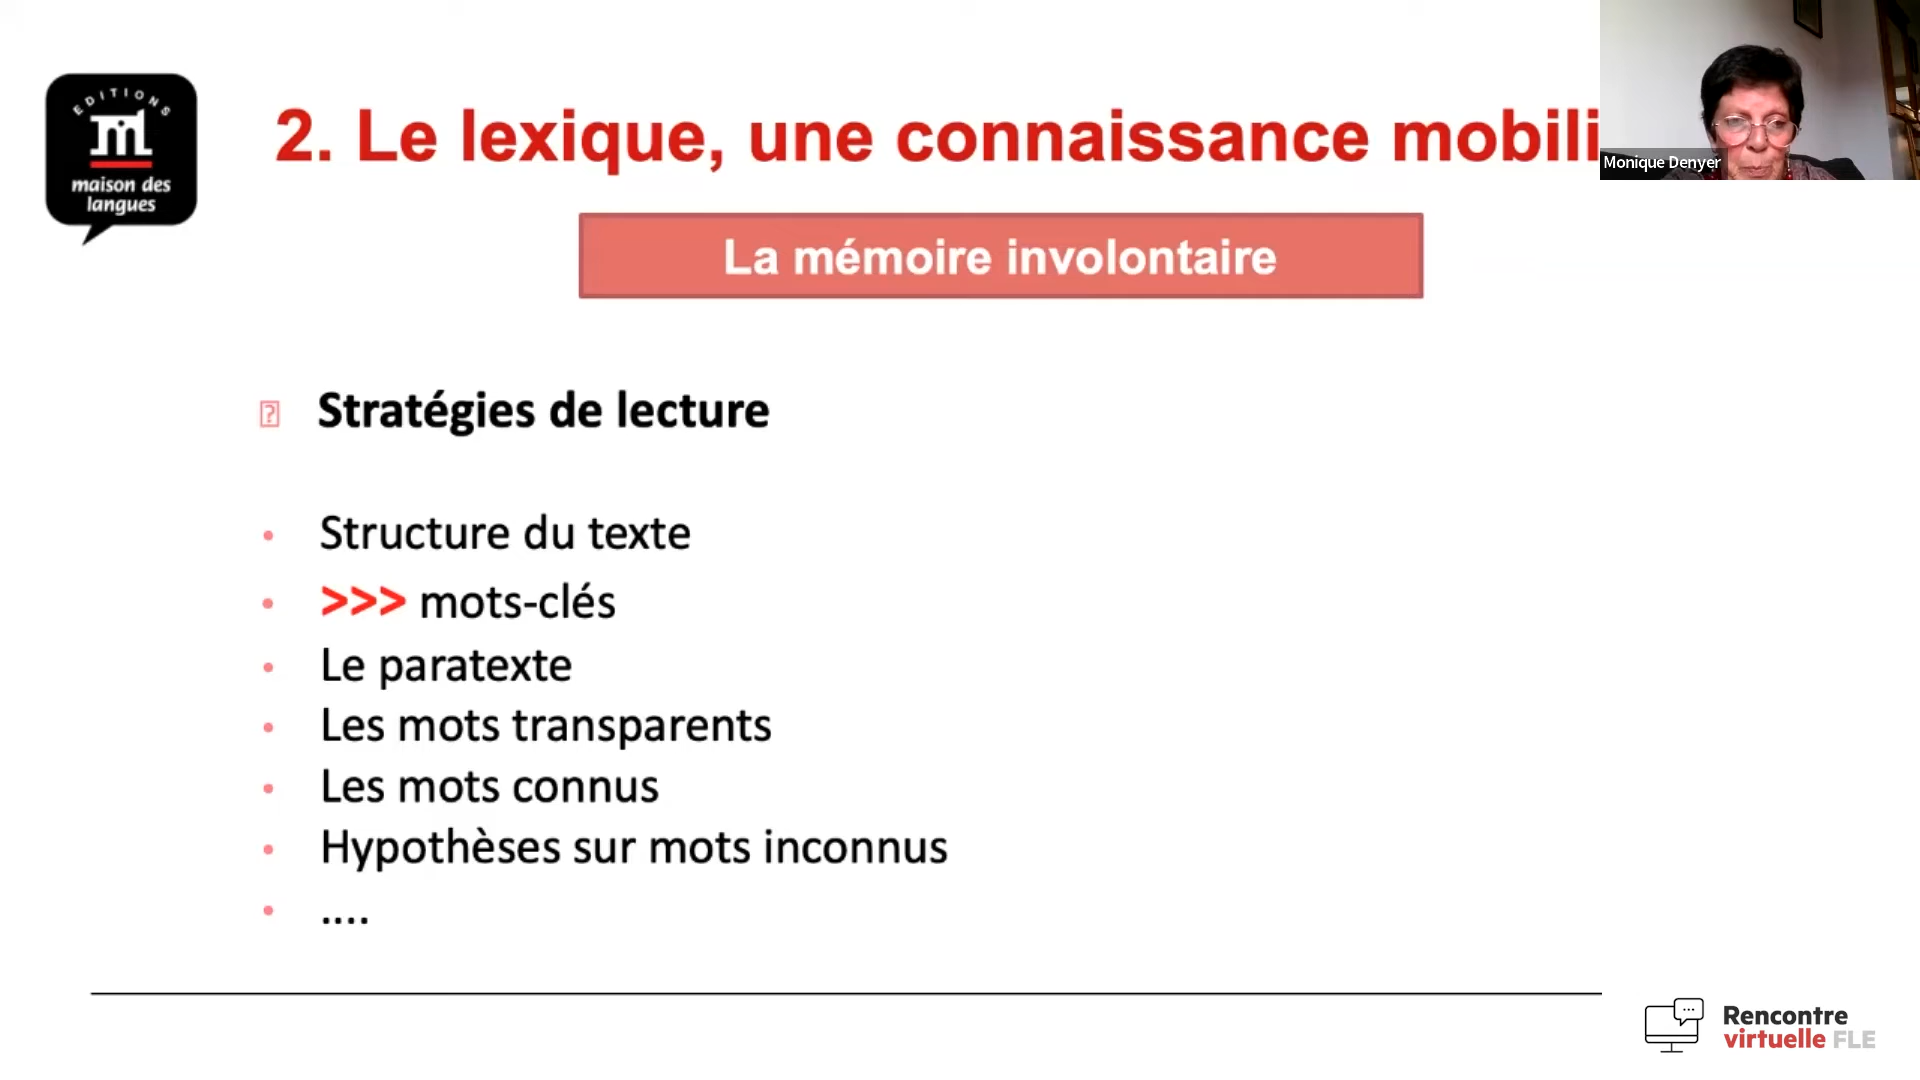 EDITIONS
maison des
langues
2. Le lexique, une connaissance mobili
Monique Denyer
La mémoire involontaire
Stratégies de lecture
• Structure du texte
• >>> mots-clés
• Le paratexte
• Les mots transparents
• Les mots connus
• Hypothèses sur mots inconnus
• ....
Rencontre
virtuelle FLE